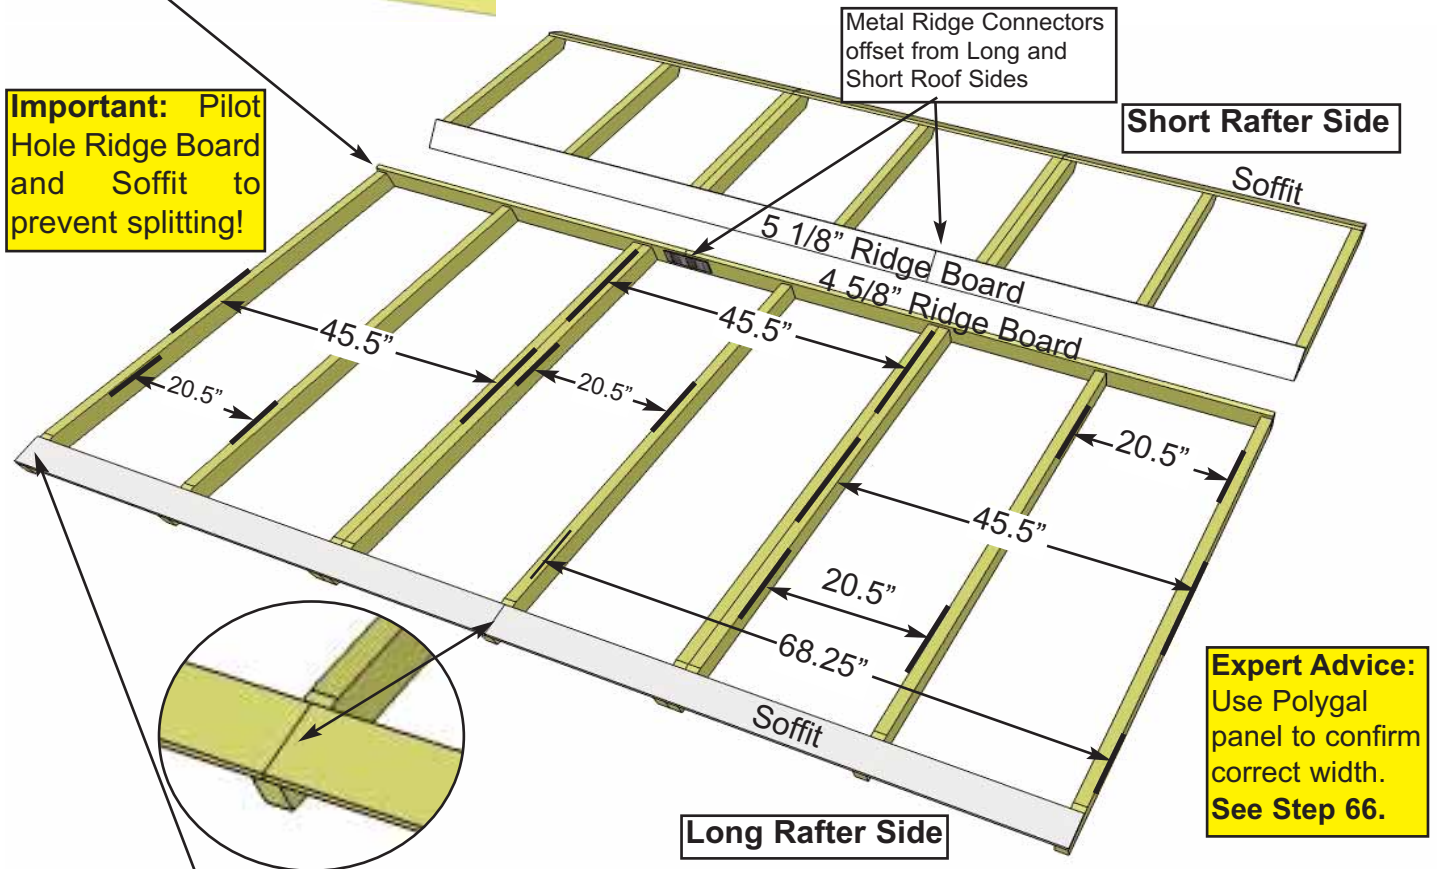 Metal Ridge Connectors
offset from Long and
Short Roof Sides
Important: Pilot
Hole Ridge Board
and Soffit to
prevent splitting!
Short Rafter Side
Soffit
5 1/8” Ridge Board
4 5/8” Ridge Board
45.5”
45.5”
20.5”
20.5”
20.5”
45.5”
20.5”
68.25”
Soffit
Expert Advice:
Use Polygal
panel to confirm
correct width.
See Step 66.
Long Rafter Side